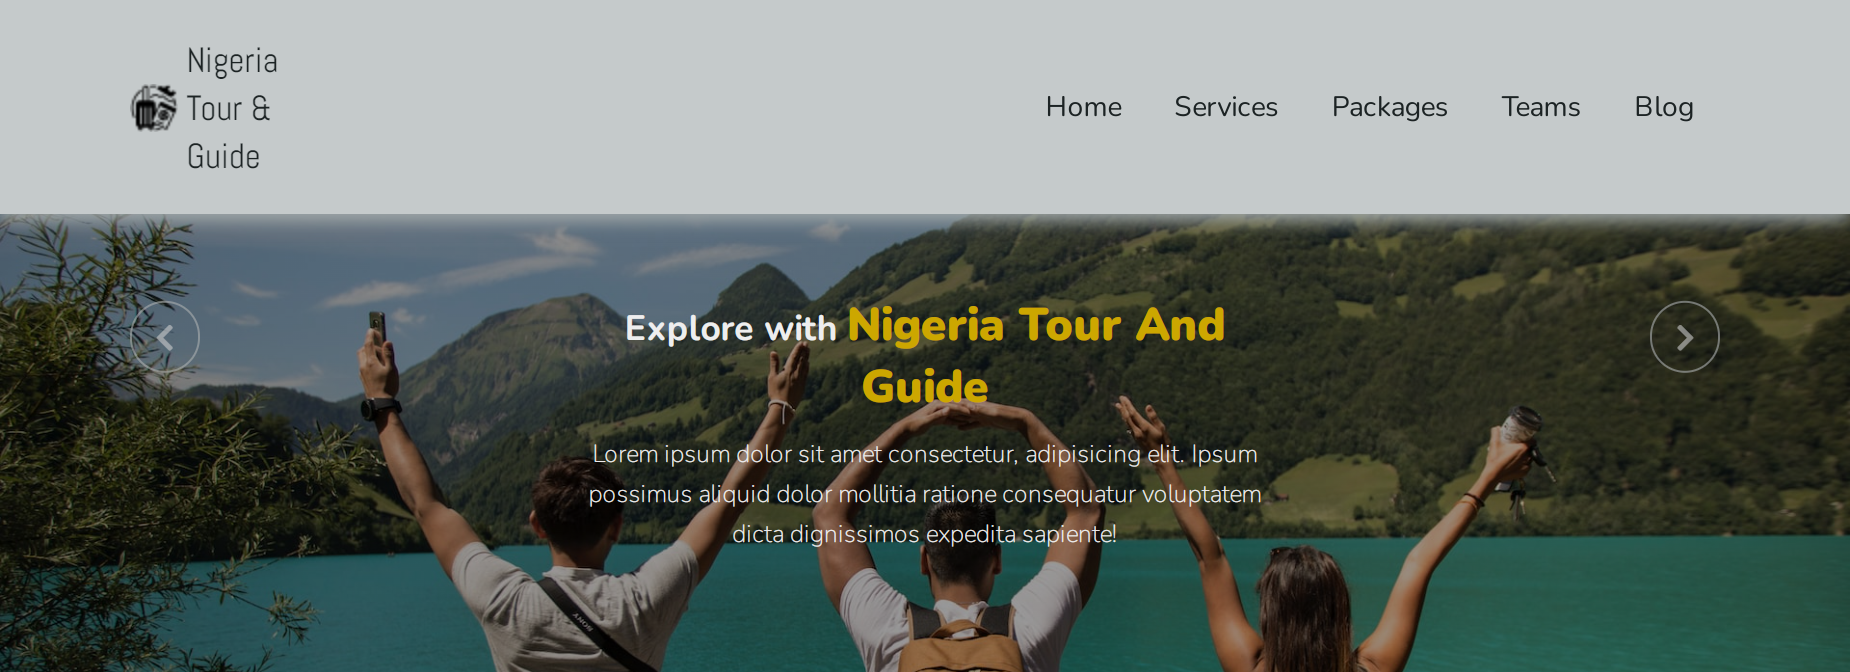 Nigeria
Tour &
Guide
Home Services Packages Teams Blog
Explore with Nigeria Tour And
Guide
Lorem ipsum dolor sit amet consectetur, adipisicing elit. Ipsum
possimus aliquid dolor mollitia ratione consequatur voluptatem
dicta dignissimos expedita sapiente!